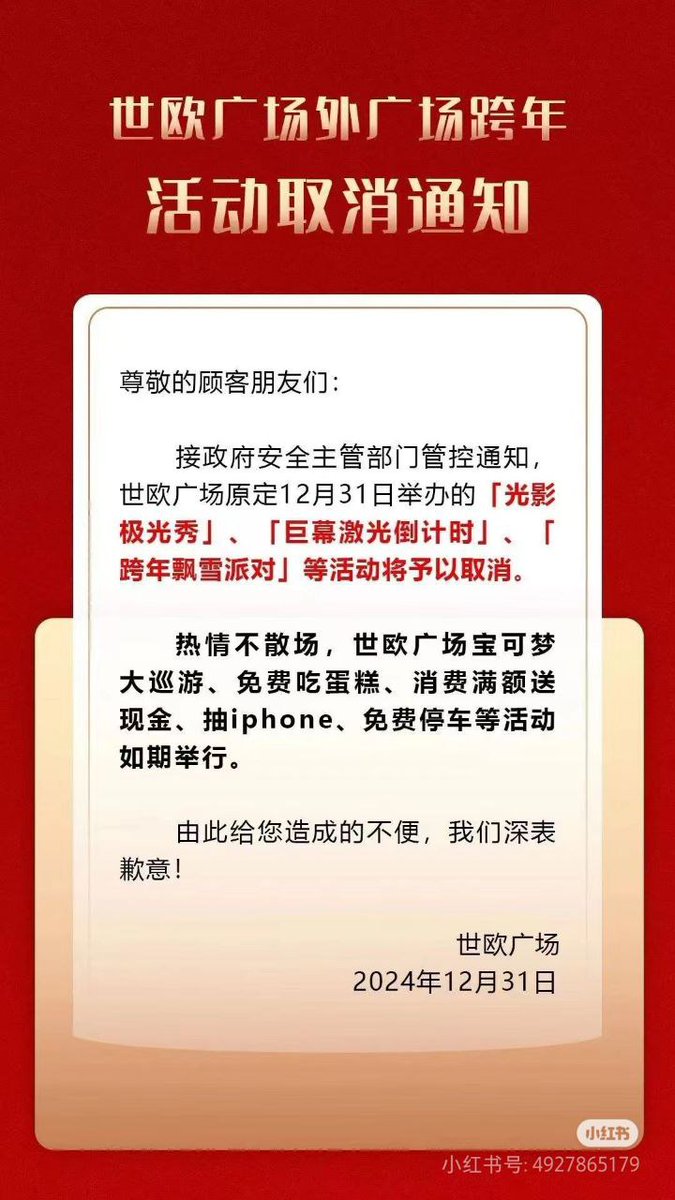 世欧广场外广场跨年
活动取消通知
尊敬的顾客朋友们：
接政府安全主管部门管控通知，
世欧广场原定12月31日举办的「光影
极光秀」、「巨幕激光倒计时」、「
跨年飘雪派对」等活动将予以取消。
热情不散场，世欧广场宝可梦
大巡游、免费吃蛋糕、消费满额送
现金、抽iphone、免费停车等活动
如期举行。
由此给您造成的不便，我们深表
歉意！
世欧广场
2024年12月31日
小红书
小红书号: 4927865179